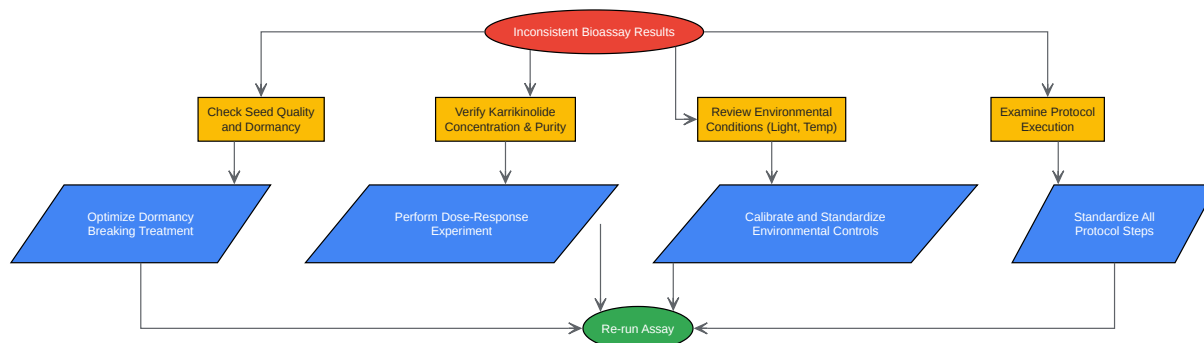 Inconsistent Bioassay Results
Check Seed Quality
and Dormancy
Verify Karrikinolide
Concentration & Purity
Review Environmental
Conditions (Light, Temp)
Examine Protocol
Execution
Optimize Dormancy
Breaking Treatment
Perform Dose-Response
Experiment
Calibrate and Standardize
Environmental Controls
Standardize All
Protocol Steps
Re-run Assay